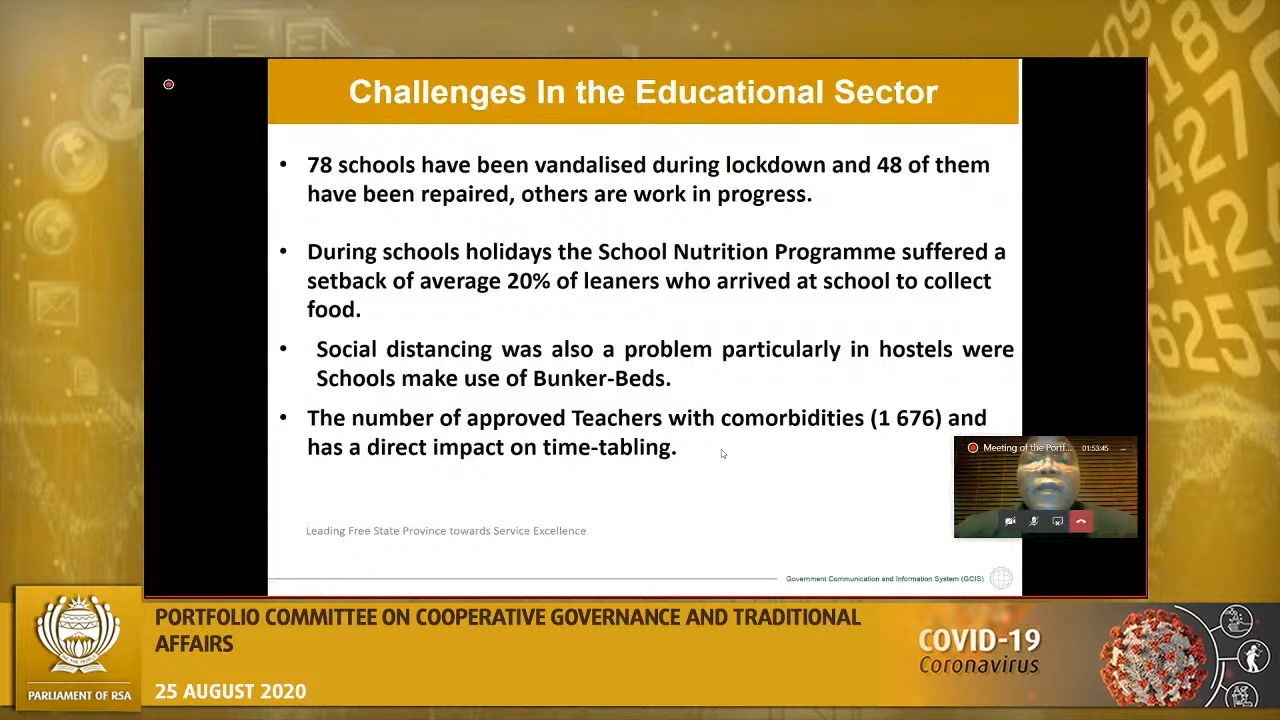 Challenges In the Educational Sector
• 78 schools have been vandalised during lockdown and 48 of them
have been repaired, others are work in progress.
• During schools holidays the School Nutrition Programme suffered a
setback of average 20% of leaners who arrived at school to collect
food.
• Social distancing was also a problem particularly in hostels were
Schools make use of Bunker-Beds.
• The number of approved Teachers with comorbidities (1 676) and
has a direct impact on time-tabling.
Meeting of the Portf... 01:53:45
Leading Free State Province towards Service Excellence
Government Communication and Information System (GCIS)
PORTFOLIO COMMITTEE ON COOPERATIVE GOVERNANCE AND TRADITIONAL
AFFAIRS
25 AUGUST 2020
PARLIAMENT OF RSA
COVID-19
Coronavirus